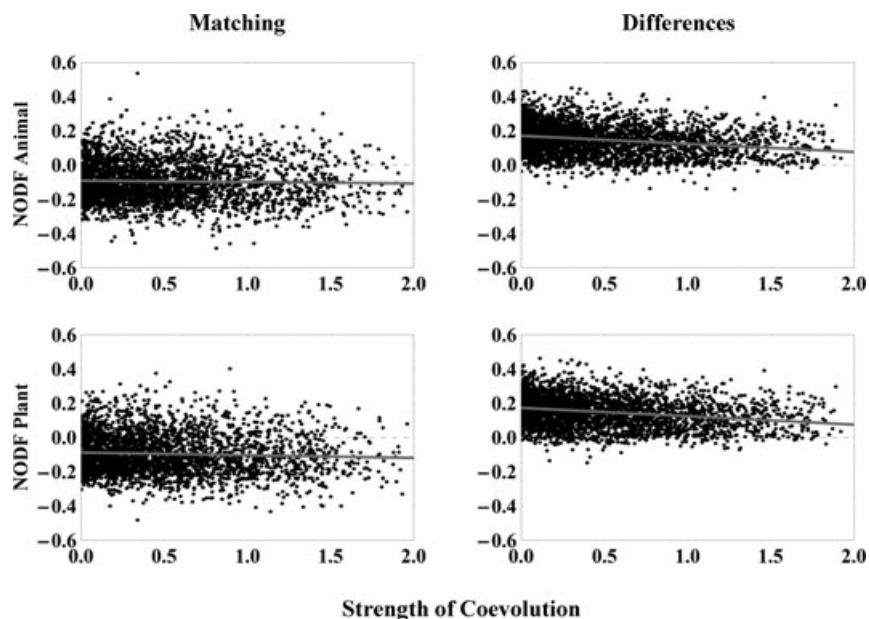 Matching Differences
0.6 0.6
0.4 0.4
0.2 0.2
0.0 0.0
−0.2 −0.2
−0.4 −0.4
−0.6 −0.6
NODF Animal
0.0 0.5 1.0 1.5 2.0 0.0 0.5 1.0 1.5 2.0
0.6 0.6
0.4 0.4
0.2 0.2
0.0 0.0
−0.2 −0.2
−0.4 −0.4
−0.6 −0.6
NODF Plant
0.0 0.5 1.0 1.5 2.0 0.0 0.5 1.0 1.5 2.0
Strength of Coevolution